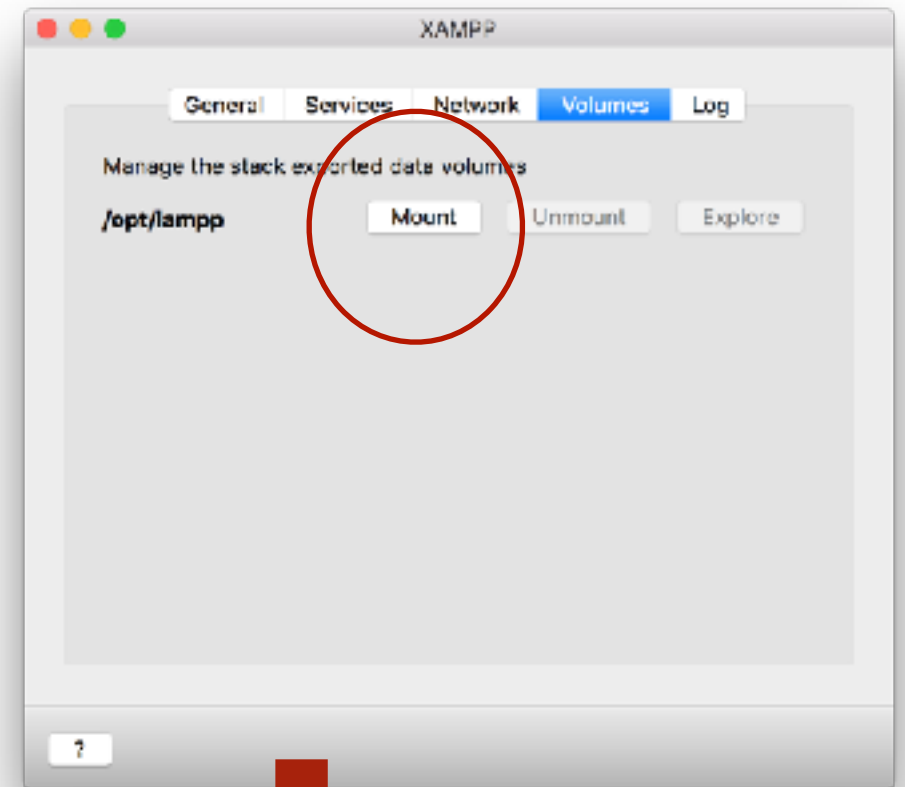 XAMPP
General Services Network Volumes Log
Manage the stack exported data volumes
/opt/lampp Mount Unmount Explore
?